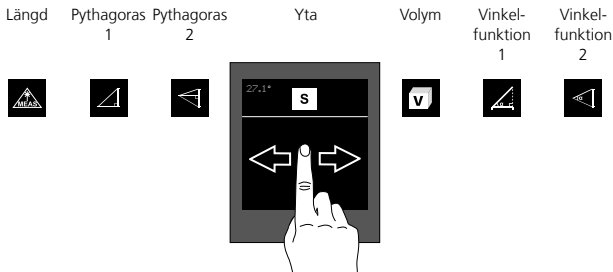 Längd
Pythagoras 1
Pythagoras 2
Yta
Volym
Vinkel-
funktion
1
Vinkel-
funktion
2
MEAS
27.1°
S
V
α
α